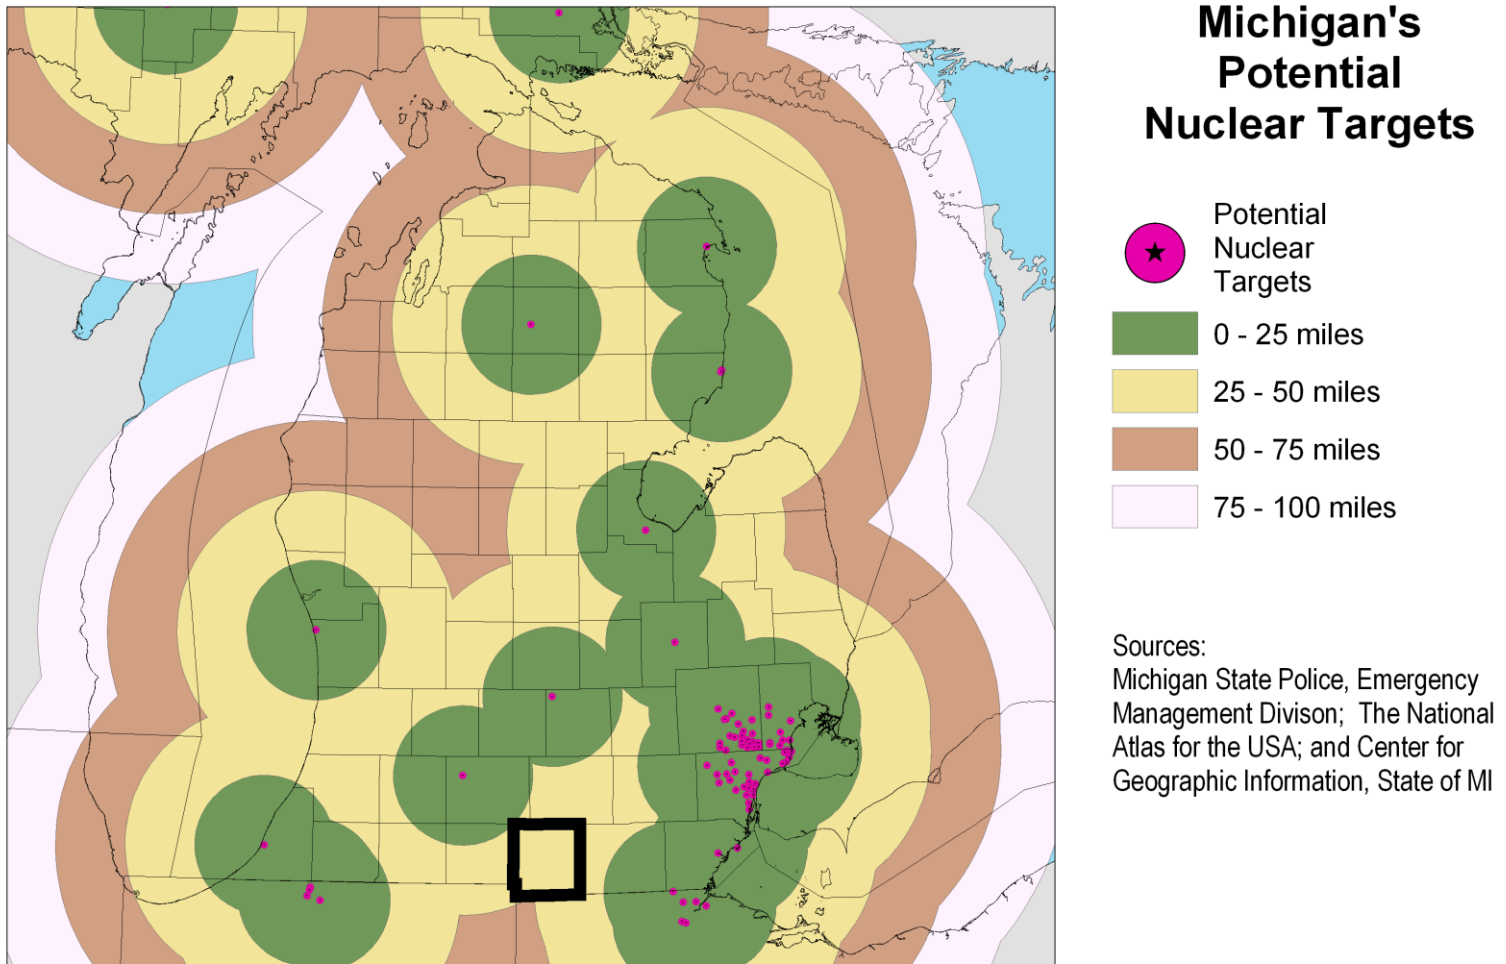 Michigan's
Potential
Nuclear Targets
Potential
Nuclear
Targets
0 - 25 miles
25 - 50 miles
50 - 75 miles
75 - 100 miles
Sources:
Michigan State Police, Emergency
Management Divison; The National
Atlas for the USA; and Center for
Geographic Information, State of MI